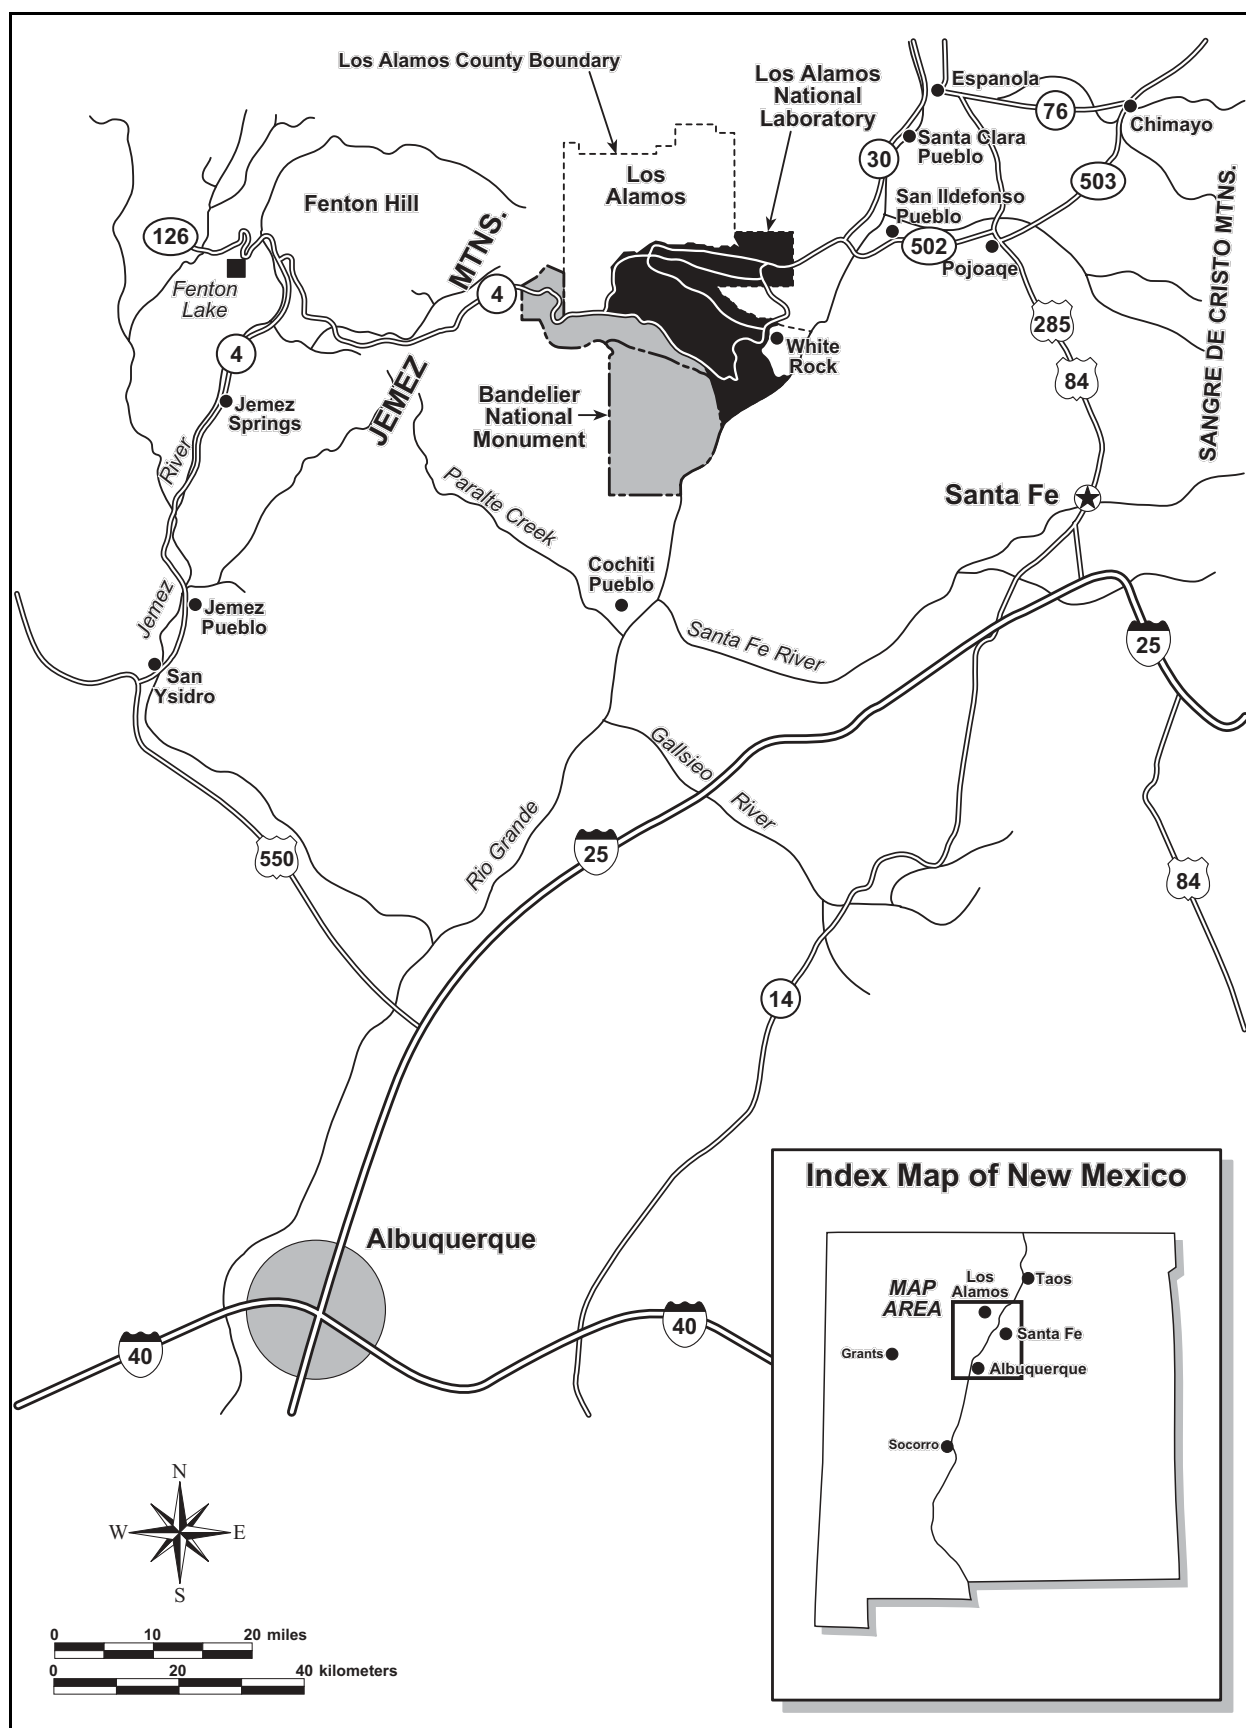 Los Alamos County Boundary
Los Alamos
National
Laboratory
Espanola
76
Chimayo
Santa Clara
Pueblo
30
503
Los
Alamos
Fenton Hill
San Ildefonso
Pueblo
126
502
Pojoaqe
MTNS.
SANGRE DE CRISTO MTNS.
Fenton
Lake
4
285
4
White
Rock
84
JEMEZ
Jemez
Springs
Bandelier
National
Monument
River
Paralte Creek
Santa Fe
Cochiti
Pueblo
Jemez
Jemez
Pueblo
Santa Fe River
25
San
Ysidro
Gallsieo
River
Rio Grande
25
550
84
14
Albuquerque
40
40
Index Map of New Mexico
Los
Alamos
Taos
MAP
AREA
Santa Fe
Grants
Albuquerque
Socorro
N
W
E
S
0 10 20 miles
0 20 40 kilometers